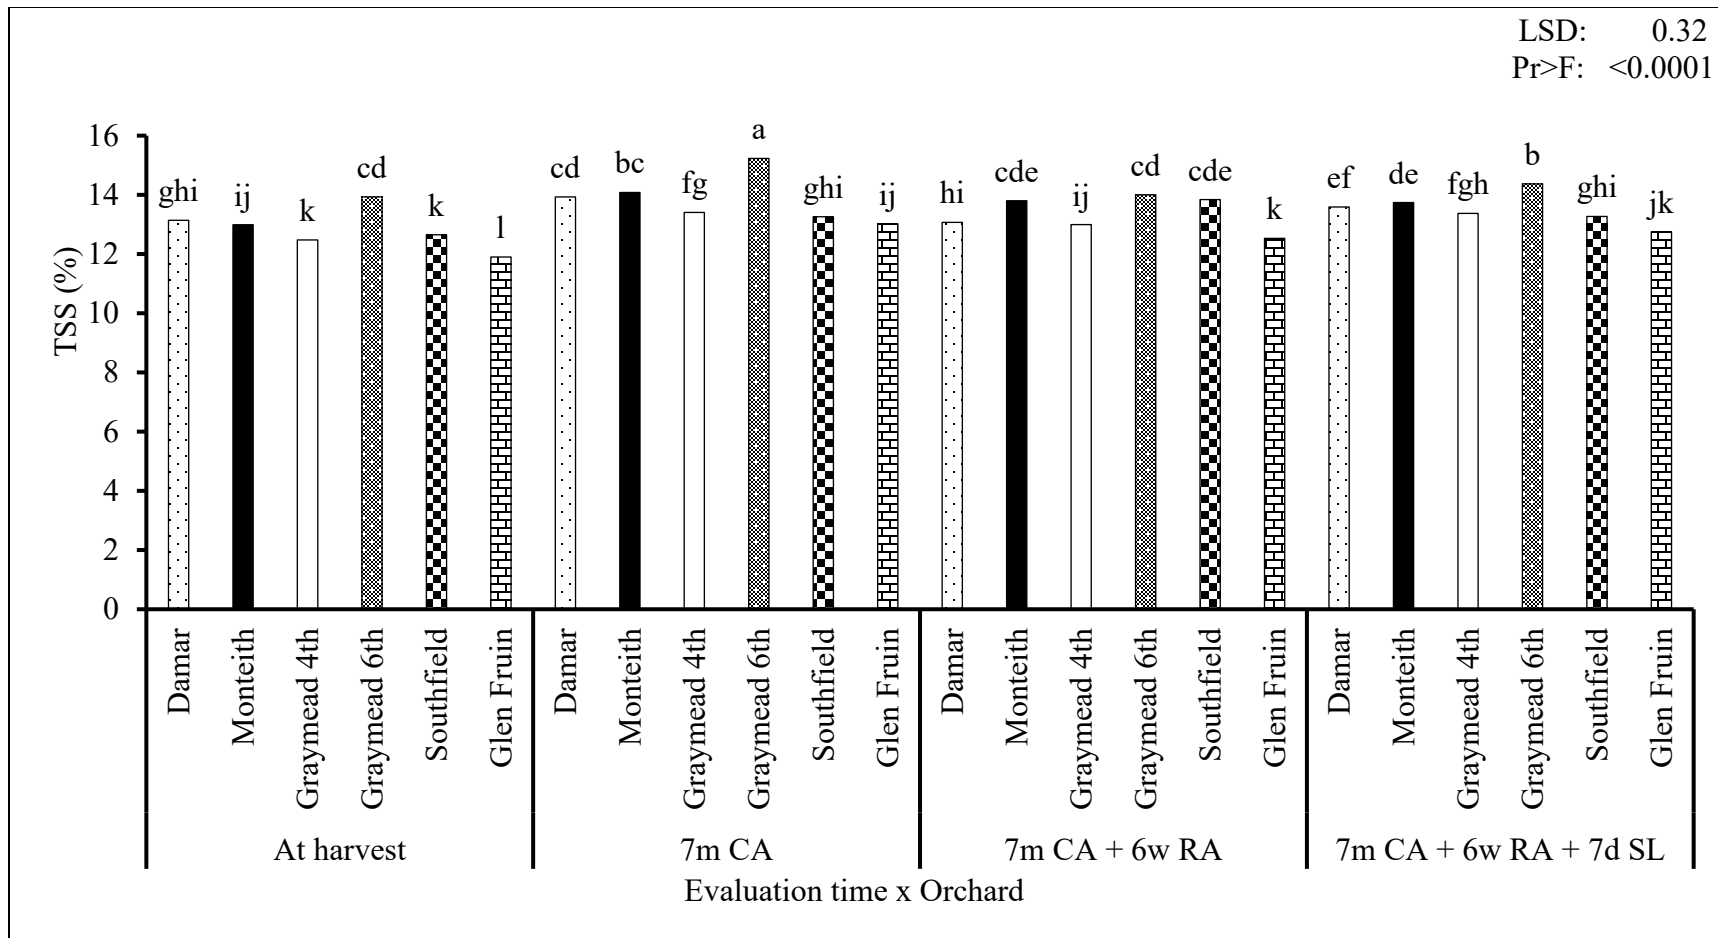 LSD: 0.32
Pr>F: <0.0001
TSS (%)
16
14
12
10
8
6
4
2
0
ghi ij k cd k l cd bc fg a ghi ij hi cde ij cd cde k ef de fgh b ghi jk
Damar Monteith Graymead 4th Graymead 6th Southfield Glen Fruin Damar Monteith Graymead 4th Graymead 6th Southfield Glen Fruin Damar Monteith Graymead 4th Graymead 6th Southfield Glen Fruin Damar Monteith Graymead 4th Graymead 6th Southfield Glen Fruin
At harvest 7m CA 7m CA + 6w RA 7m CA + 6w RA + 7d SL
Evaluation time x Orchard